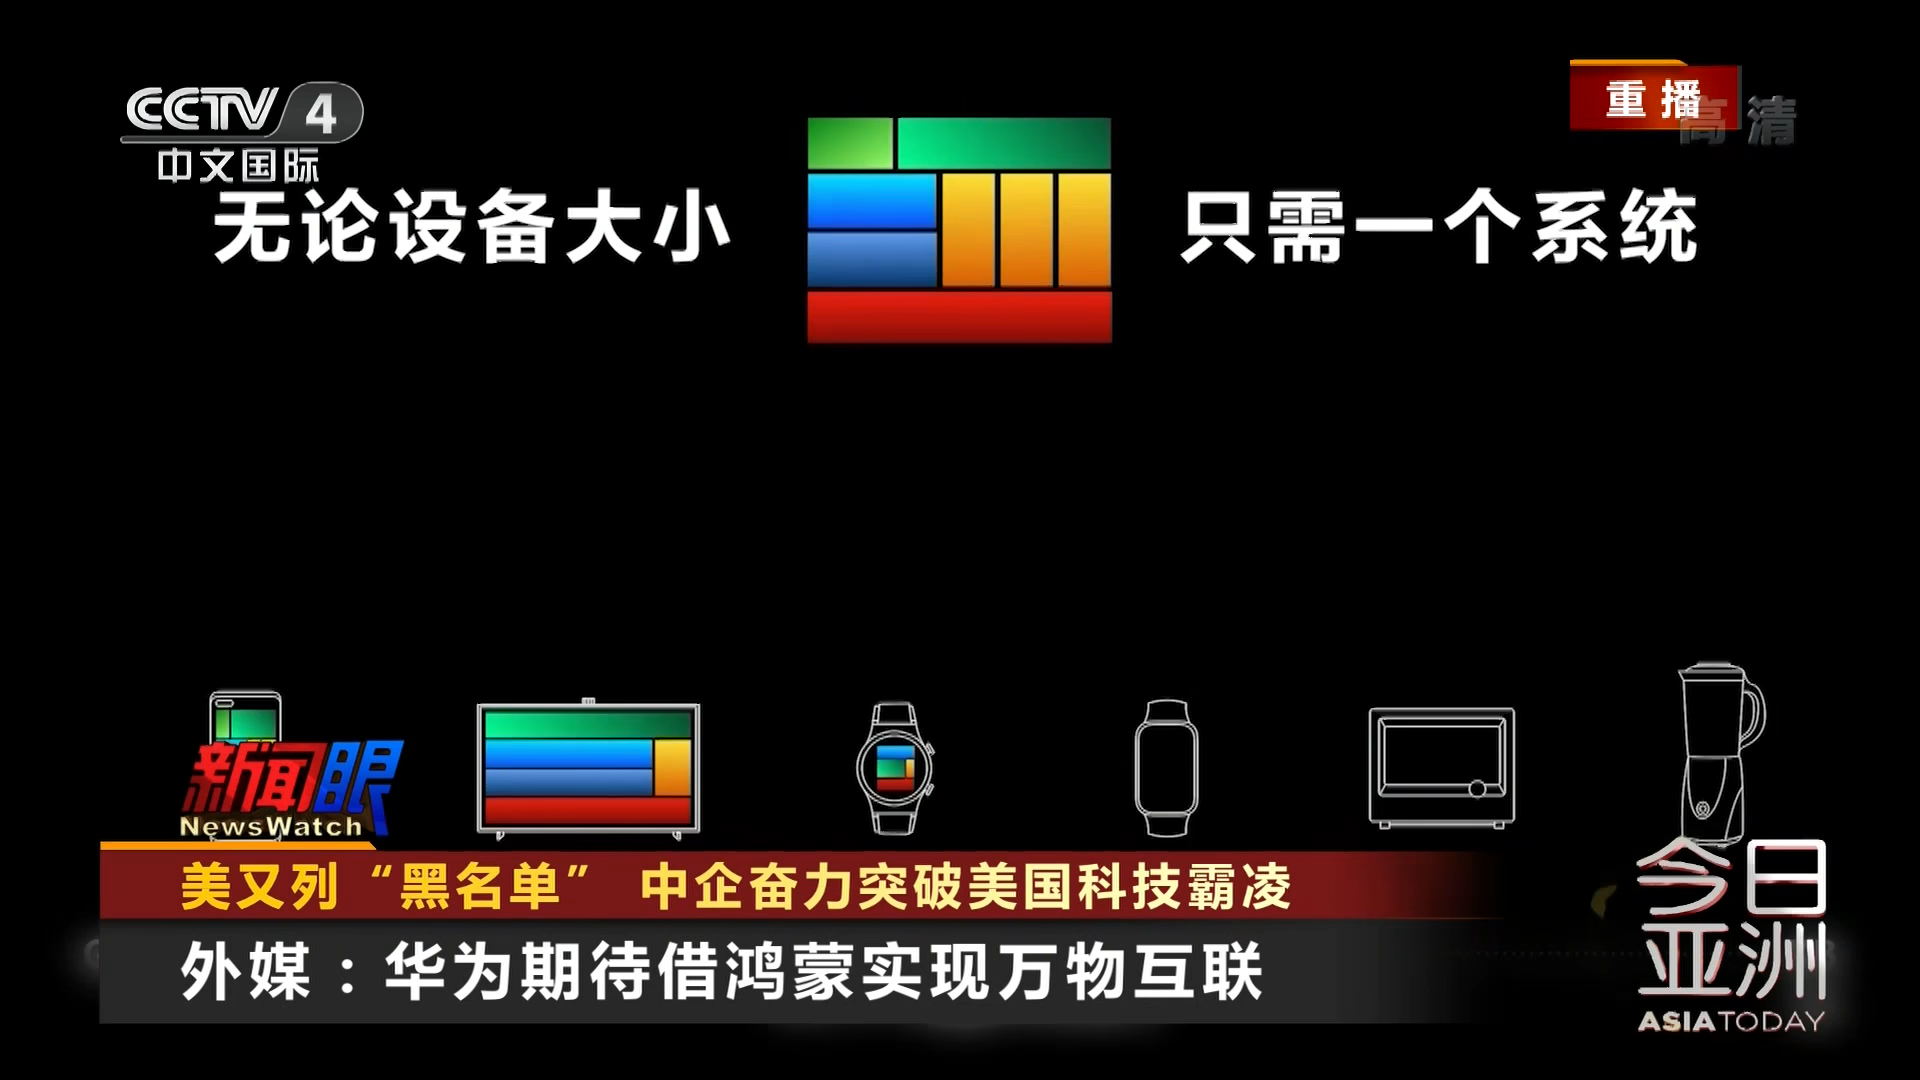 CCTV 4
中文国际
重播
高清
无论设备大小
只需一个系统
新闻眼
NewsWatch
美又列“黑名单” 中企奋力突破美国科技霸凌
外媒：华为期待借鸿蒙实现万物互联
今日
亚洲
ASIA TODAY